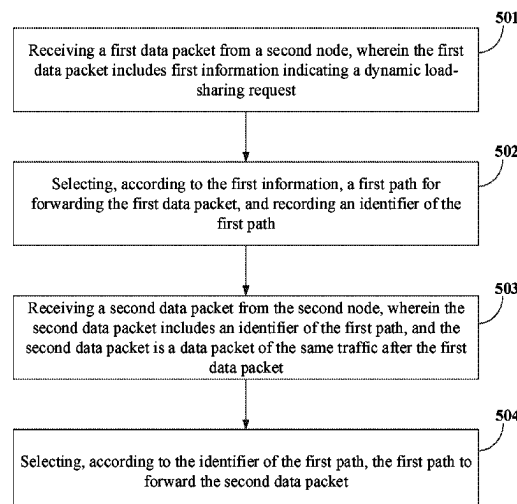 501
Receiving a first data packet from a second node, wherein the first
data packet includes first information indicating a dynamic load-
sharing request
502
Selecting, according to the first information, a first path for
forwarding the first data packet, and recording an identifier of the
first path
503
Receiving a second data packet from the second node, wherein the
second data packet includes an identifier of the first path, and the
second data packet is a data packet of the same traffic after the first
data packet
504
Selecting, according to the identifier of the first path, the first path to
forward the second data packet